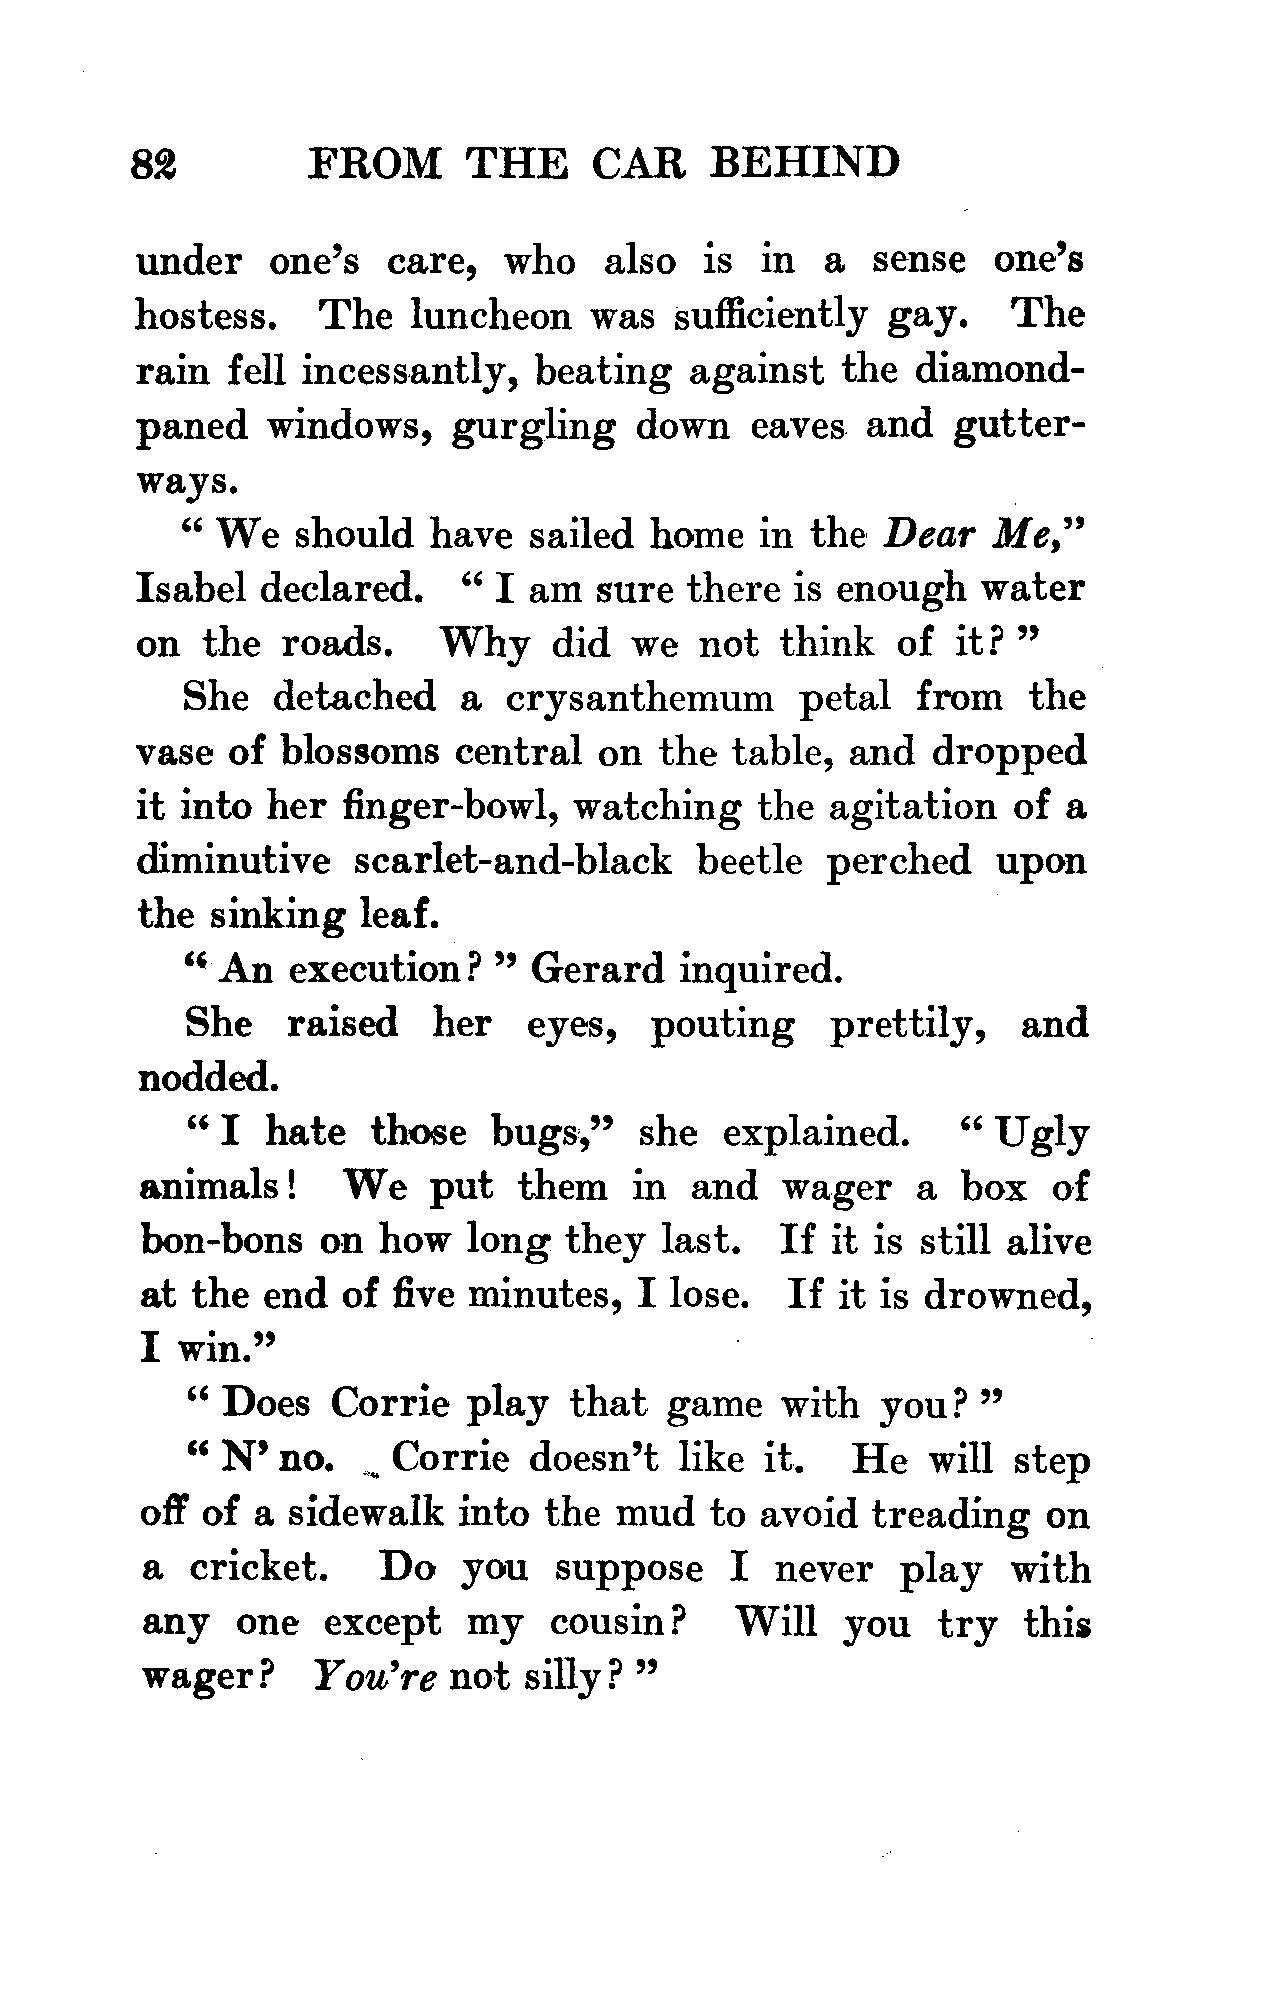 82 FROM THE CAR BEHIND
under one's care, who also is in a sense one's
hostess. The luncheon was sufficiently gay. The
rain fell incessantly, beating against the diamond-
paned windows, gurgling down eaves and gutter-
ways.
“ We should have sailed home in the Dear Me,”
Isabel declared. “ I am sure there is enough water
on the roads. Why did we not think of it? ”
She detached a crysanthemum petal from the
vase of blossoms central on the table, and dropped
it into her finger-bowl, watching the agitation of a
diminutive scarlet-and-black beetle perched upon
the sinking leaf.
“ An execution? ” Gerard inquired.
She raised her eyes, pouting prettily, and
nodded.
“ I hate those bugs,” she explained. “ Ugly
animals! We put them in and wager a box of
bon-bons on how long they last. If it is still alive
at the end of five minutes, I lose. If it is drowned,
I win.”
“ Does Corrie play that game with you? ”
“ N' no. Corrie doesn't like it. He will step
off of a sidewalk into the mud to avoid treading on
a cricket. Do you suppose I never play with
any one except my cousin? Will you try this
wager? You're not silly? ”